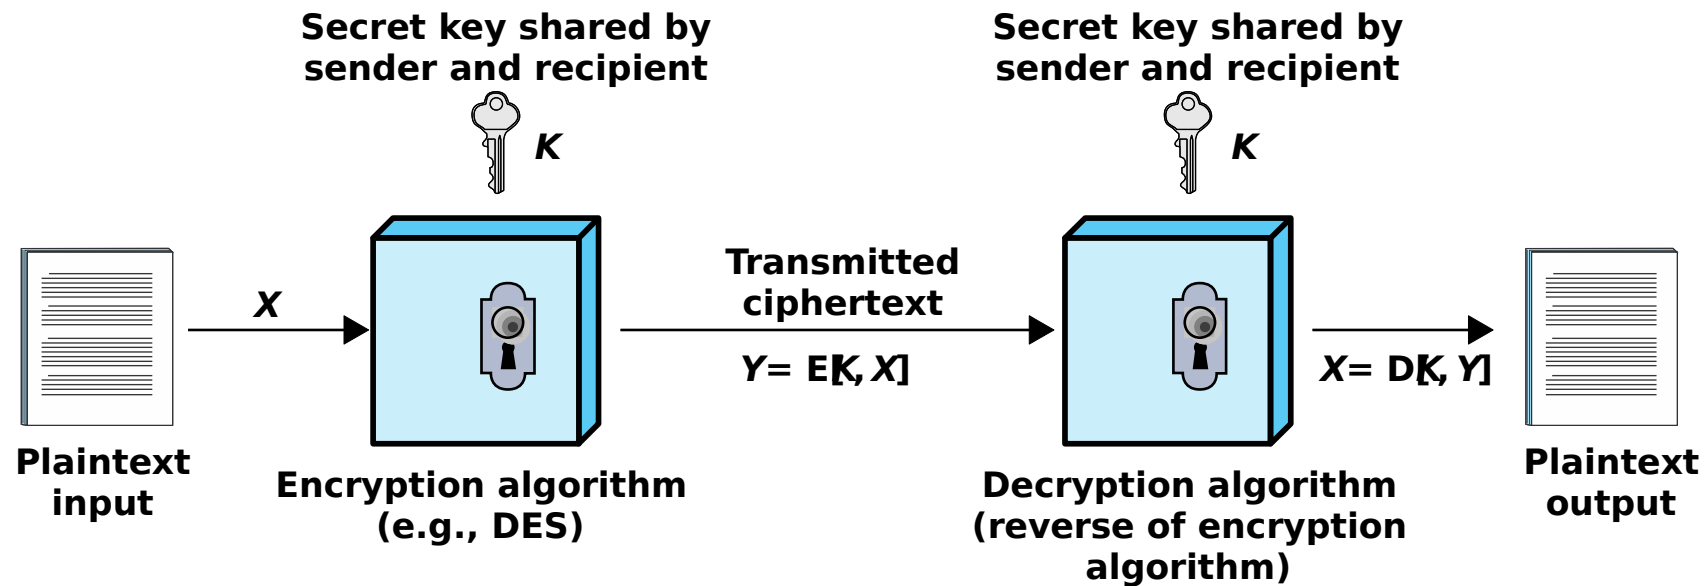 Secret key shared by
sender and recipient
K
Secret key shared by
sender and recipient
K
X
Transmitted
ciphertext
Y = E[K, X]
X = D[K, Y]
Plaintext
input
Encryption algorithm
(e.g., DES)
Decryption algorithm
(reverse of encryption
algorithm)
Plaintext
output